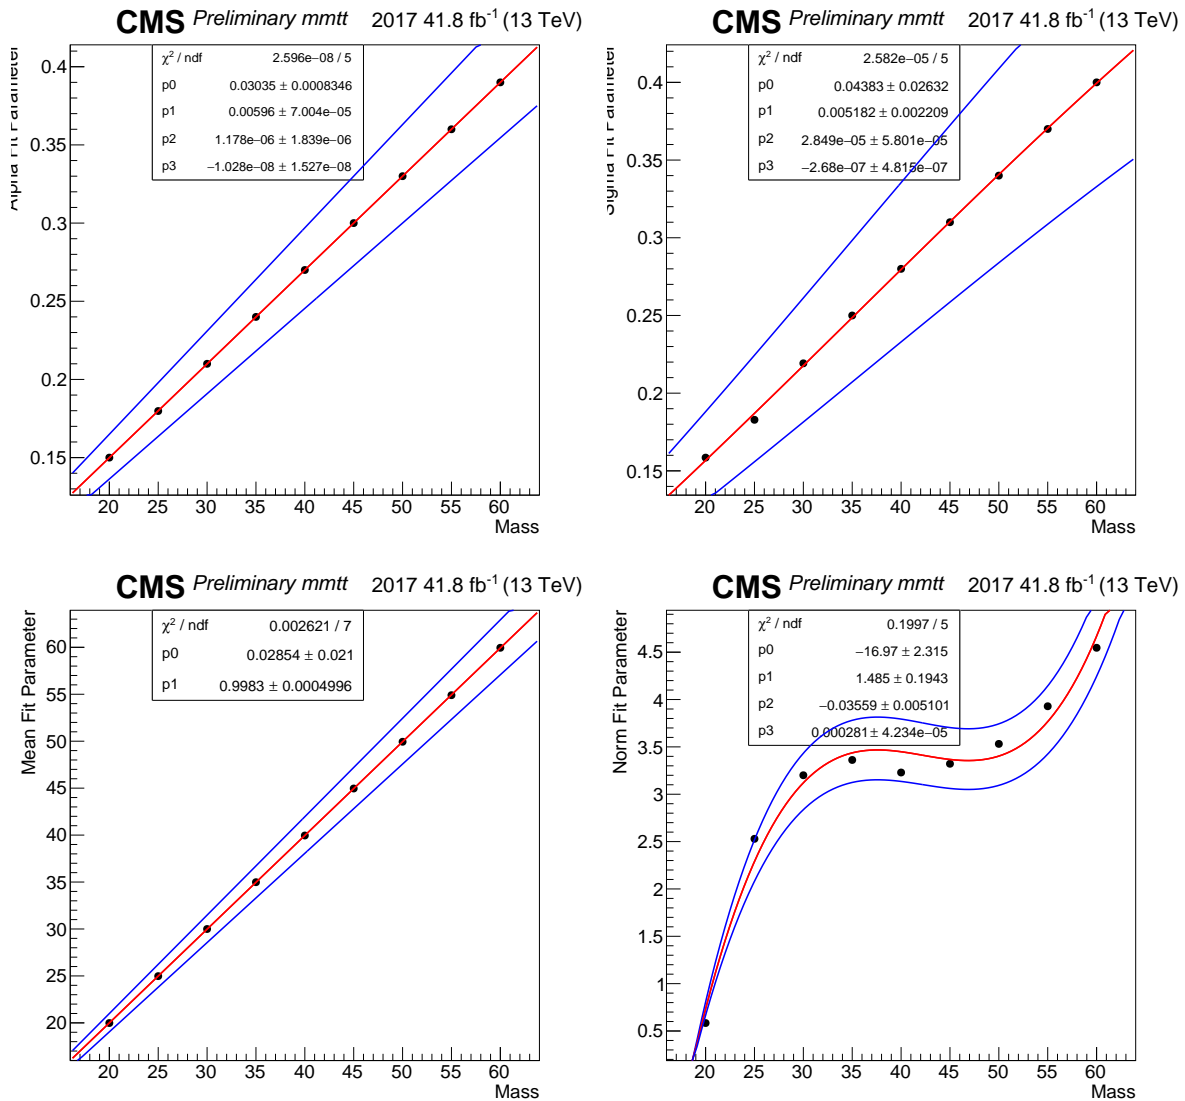 CMS Preliminary mmtt 2017 41.8 fb-1 (13 TeV)
Alpha Fit Parameter
χ2 / ndf 2.596e−08 / 5
p0 0.03035 ± 0.0008346
p1 0.00596 ± 7.004e−05
p2 1.178e−06 ± 1.839e−06
p3 −1.028e−08 ± 1.527e−08
0.4
0.35
0.3
0.25
0.2
0.15
20 25 30 35 40 45 50 55 60
Mass
CMS Preliminary mmtt 2017 41.8 fb-1 (13 TeV)
Sigma Fit Parameter
χ2 / ndf 2.582e−05 / 5
p0 0.04383 ± 0.02632
p1 0.005182 ± 0.002209
p2 2.849e−05 ± 5.801e−05
p3 −2.68e−07 ± 4.815e−07
0.4
0.35
0.3
0.25
0.2
0.15
20 25 30 35 40 45 50 55 60
Mass
CMS Preliminary mmtt 2017 41.8 fb-1 (13 TeV)
Mean Fit Parameter
χ2 / ndf 0.002621 / 7
p0 0.02854 ± 0.021
p1 0.9983 ± 0.0004996
60
55
50
45
40
35
30
25
20
20 25 30 35 40 45 50 55 60
Mass
CMS Preliminary mmtt 2017 41.8 fb-1 (13 TeV)
Norm Fit Parameter
χ2 / ndf 0.1997 / 5
p0 −16.97 ± 2.315
p1 1.485 ± 0.1943
p2 −0.03559 ± 0.005101
p3 0.000281 ± 4.234e−05
4.5
4
3.5
3
2.5
2
1.5
1
0.5
20 25 30 35 40 45 50 55 60
Mass